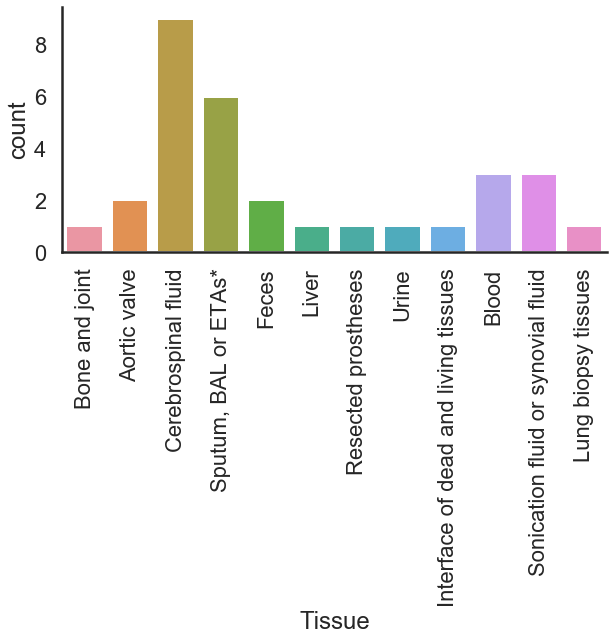 count
8
6
4
2
0
Bone and joint
Aortic valve
Cerebrospinal fluid
Sputum, BAL or ETAs*
Feces
Liver
Resected prostheses
Urine
Interface of dead and living tissues
Blood
Sonication fluid or synovial fluid
Lung biopsy tissues
Tissue